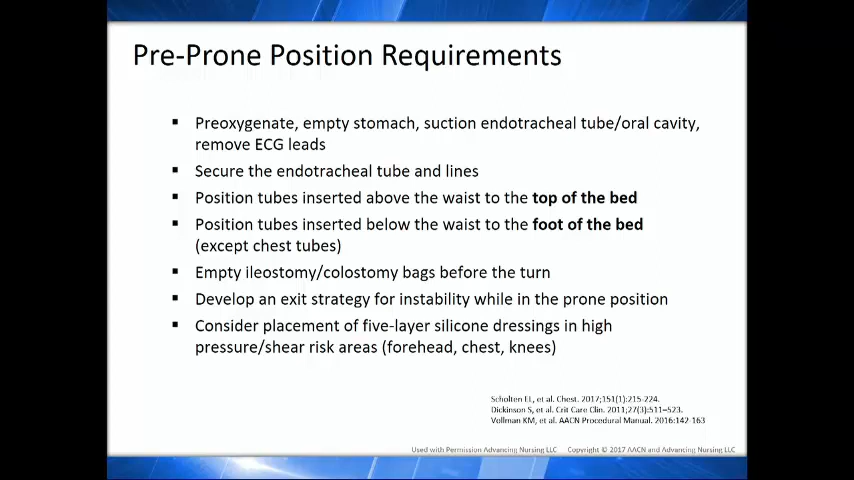 Pre-Prone Position Requirements
▪ Preoxygenate, empty stomach, suction endotracheal tube/oral cavity,
remove ECG leads
▪ Secure the endotracheal tube and lines
▪ Position tubes inserted above the waist to the top of the bed
▪ Position tubes inserted below the waist to the foot of the bed
(except chest tubes)
▪ Empty ileostomy/colostomy bags before the turn
▪ Develop an exit strategy for instability while in the prone position
▪ Consider placement of five-layer silicone dressings in high
pressure/shear risk areas (forehead, chest, knees)
Scholten EL, et al. Chest. 2017;151(1):215-224.
Dickinson S, et al. Crit Care Clin. 2011;27(3):511–523.
Vollman KM, et al. AACN Procedural Manual. 2016:142-163
Used with Permission Advancing Nursing LLC Copyright © 2017 AACN and Advancing Nursing LLC